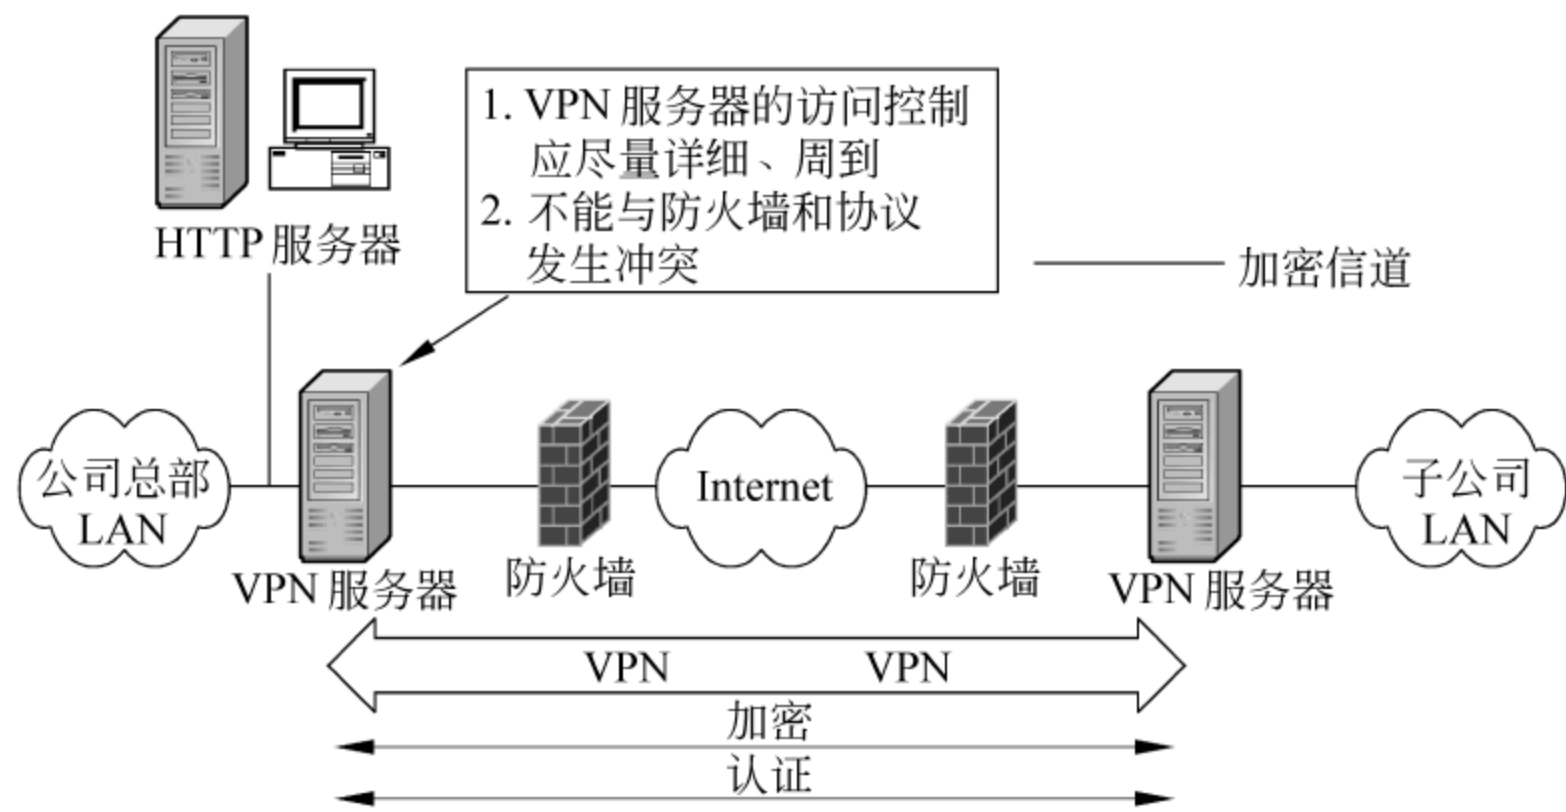 1. VPN 服务器的访问控制
应尽量详细、周到
2. 不能与防火墙和协议
发生冲突
HTTP 服务器
加密信道
公司总部
LAN
Internet
子公司
LAN
VPN 服务器
防火墙
防火墙
VPN 服务器
VPN
VPN
加密
认证